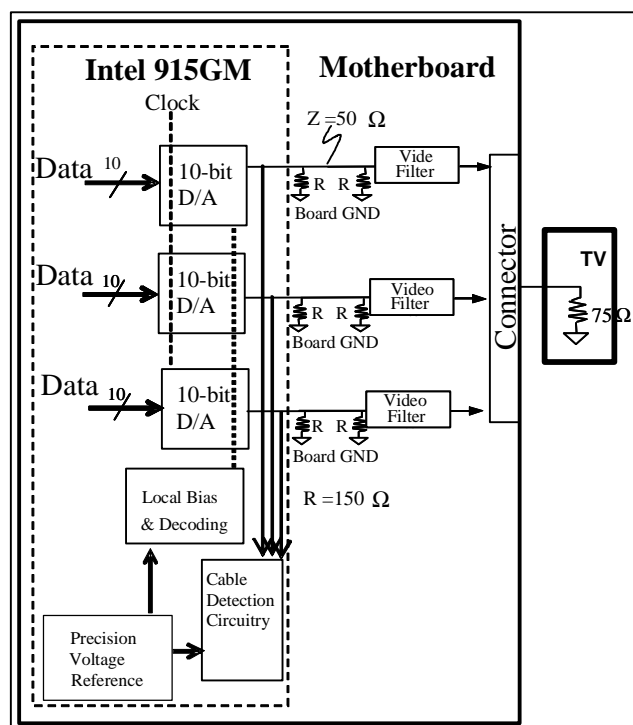 Intel 915GM
Motherboard
Clock
Z =50 Ω
Data 10
10-bit
D/A
R R
Board GND
Vide
Filter
Data 10
10-bit
D/A
R R
Board GND
Video
Filter
Data 10
10-bit
D/A
R R
Board GND
Video
Filter
Connector
TV
75Ω
R =150 Ω
Local Bias
& Decoding
Cable
Detection
Circuitry
Precision
Voltage
Reference